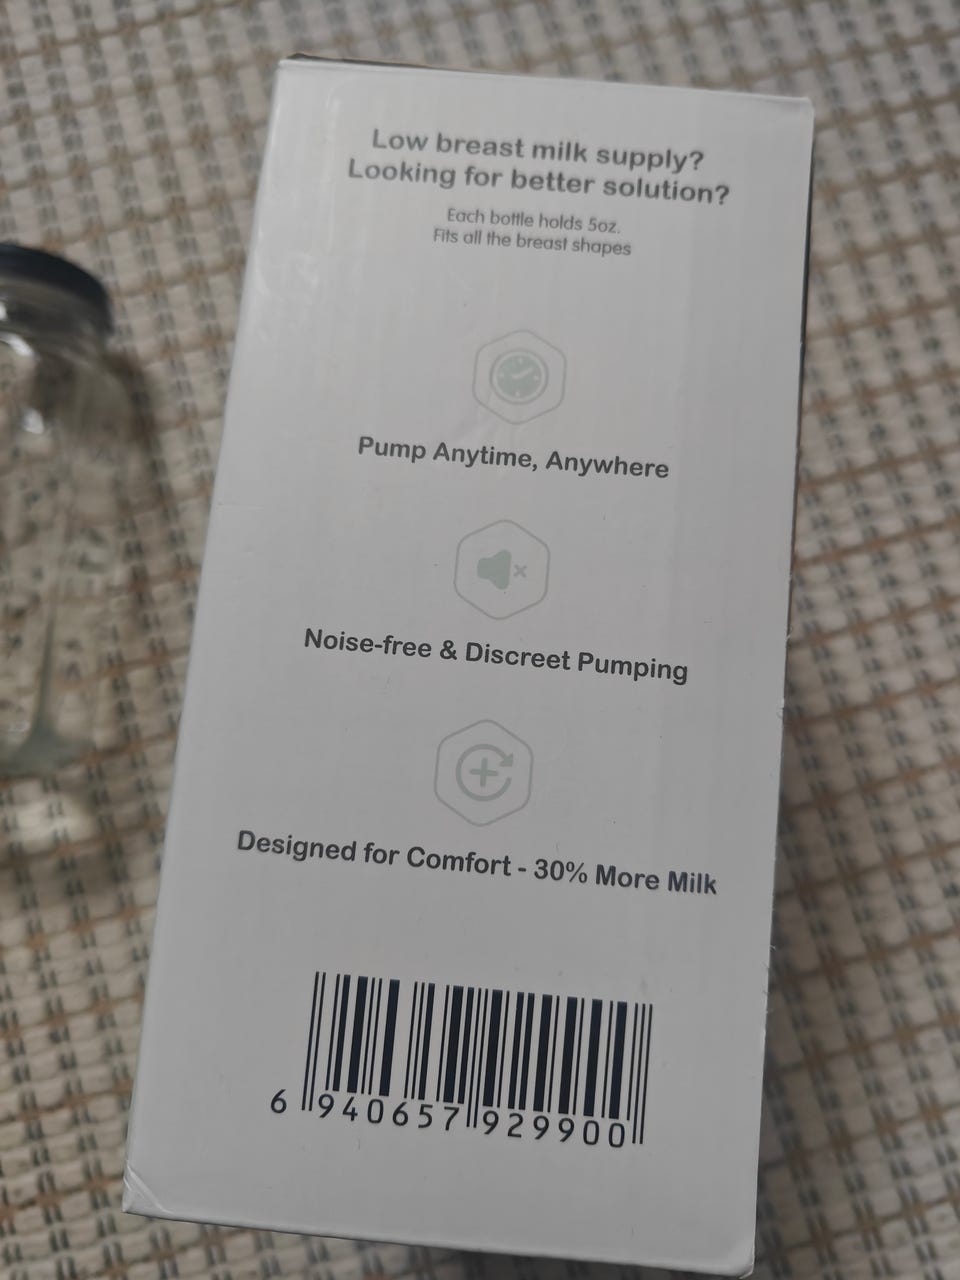 Low breast milk supply?
Looking for better solution?
Each bottle holds 5oz.
Fits all the breast shapes
Pump Anytime, Anywhere
Noise-free & Discreet Pumping
Designed for Comfort - 30% More Milk
6 940657 929900